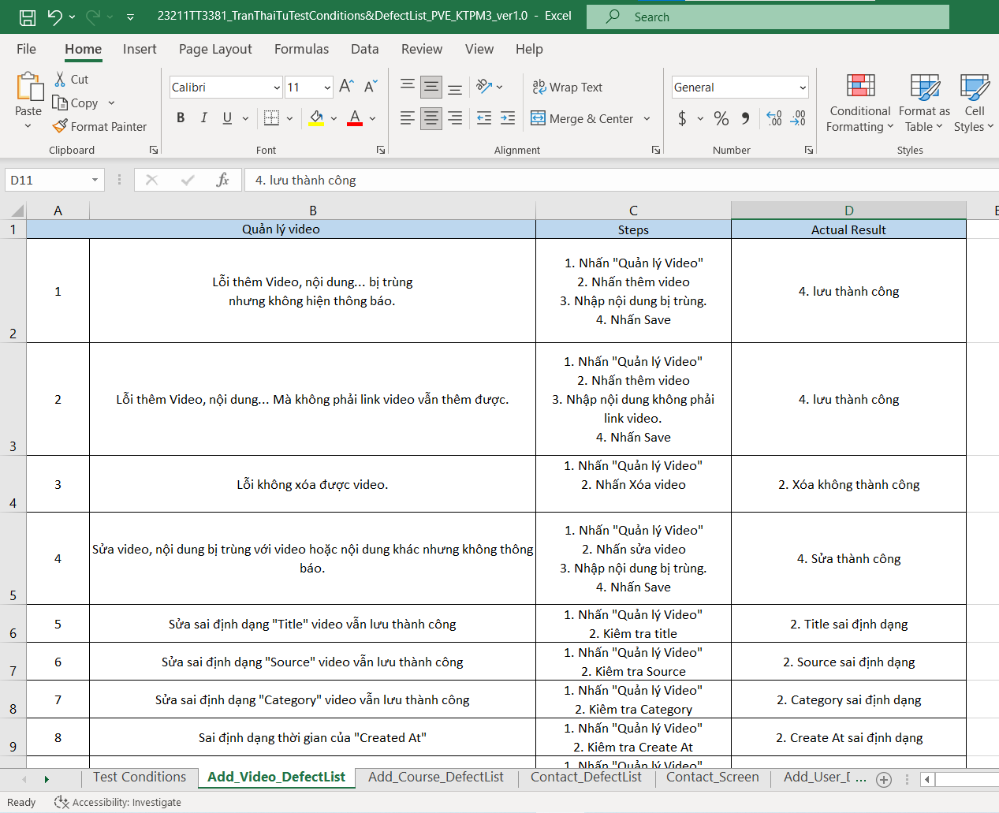 23211TT3381_TranThaiTuTestConditions&DefectList_PVE_KTPM3_ver1.0 - Excel
Search
File Home Insert Page Layout Formulas Data Review View Help
Paste
Cut
Copy
Format Painter
Clipboard
Calibri 11
B I U
Font
Wrap Text
Merge & Center
Alignment
General
$ % 
Number
Conditional Formatting
Format as Table
Cell Styles
Styles
D11
fx
4. lưu thành công
A B C D
1 Quản lý video Steps Actual Result
2
1
Lỗi thêm Video, nội dung... bị trùng
nhưng không hiện thông báo.
1. Nhấn "Quản lý Video"
2. Nhấn thêm video
3. Nhập nội dung bị trùng.
4. Nhấn Save
4. lưu thành công
3
2
Lỗi thêm Video, nội dung... Mà không phải link video vẫn thêm được.
1. Nhấn "Quản lý Video"
2. Nhấn thêm video
3. Nhập nội dung không phải
link video.
4. Nhấn Save
4. lưu thành công
4
3
Lỗi không xóa được video.
1. Nhấn "Quản lý Video"
2. Nhấn Xóa video
2. Xóa không thành công
5
4
Sửa video, nội dung bị trùng với video hoặc nội dung khác nhưng không thông
báo.
1. Nhấn "Quản lý Video"
2. Nhấn sửa video
3. Nhập nội dung bị trùng.
4. Nhấn Save
4. Sửa thành công
6
5
Sửa sai định dạng "Title" video vẫn lưu thành công
1. Nhấn "Quản lý Video"
2. Kiêm tra title
2. Title sai định dạng
7
6
Sửa sai định dạng "Source" video vẫn lưu thành công
1. Nhấn "Quản lý Video"
2. Kiêm tra Source
2. Source sai định dạng
8
7
Sửa sai định dạng "Category" video vẫn lưu thành công
1. Nhấn "Quản lý Video"
2. Kiêm tra Category
2. Category sai định dạng
9
8
Sai định dạng thời gian của "Created At"
1. Nhấn "Quản lý Video"
2. Kiêm tra Create At
2. Create At sai định dạng
1. Nhấn "Quản lý Video"
Test Conditions Add_Video_DefectList Add_Course_DefectList Contact_DefectList Contact_Screen Add_User_D ...
Ready Accessibility: Investigate